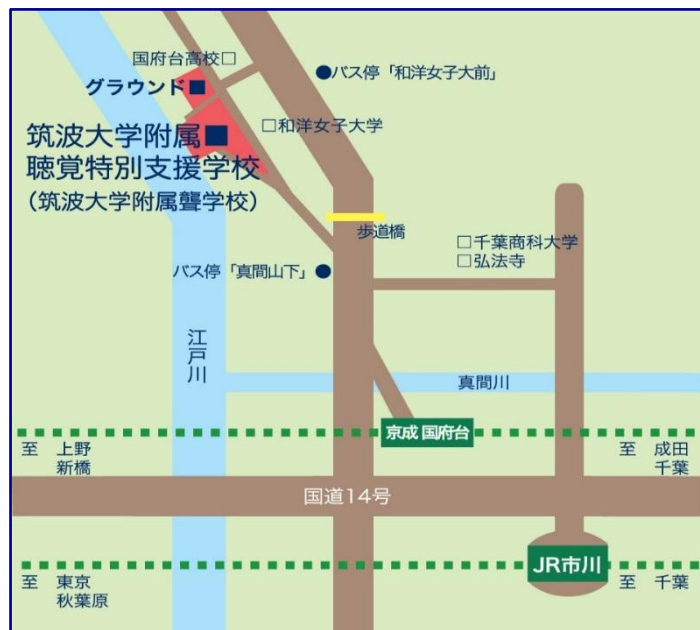 国府台高校□
グラウンド■
●バス停「和洋女子大前」
筑波大学附属■
聴覚特別支援学校
(筑波大学附属聾学校)
□和洋女子大学
歩道橋
□千葉商科大学
□弘法寺
バス停「真間山下」●
江戸川
真間川
京成 国府台
至 上野
新橋
至 成田
千葉
国道14号
JR市川
至 東京
秋葉原
至 千葉